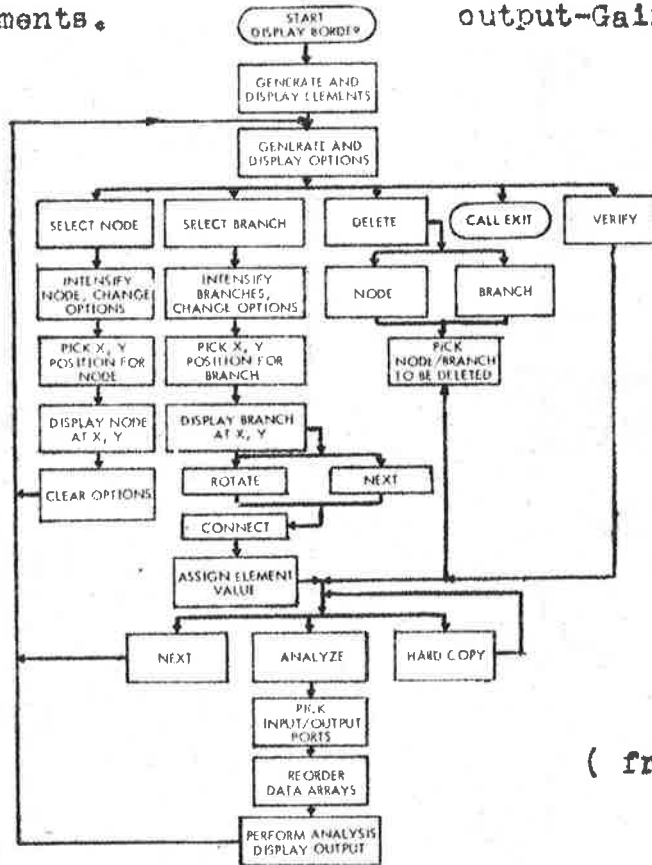 ments.
output-Gai
START
DISPLAY BORDER
GENERATE AND
DISPLAY ELEMENTS
GENERATE AND
DISPLAY OPTIONS
SELECT NODE
SELECT BRANCH
DELETE
CALL EXIT
VERIFY
INTENSIFY
NODE, CHANGE
OPTIONS
INTENSIFY
BRANCHES,
CHANGE OPTIONS
NODE
BRANCH
PICK X, Y
POSITION FOR
NODE
PICK X, Y
POSITION FOR
BRANCH
PICK
NODE/BRANCH
TO BE DELETED
DISPLAY NODE
AT X, Y
DISPLAY BRANCH
AT X, Y
CLEAR OPTIONS
ROTATE
NEXT
CONNECT
ASSIGN ELEMENT
VALUE
NEXT
ANALYZE
HARD COPY
PICK
INPUT/OUTPUT
PORTS
REORDER
DATA ARRAYS
( fr
PERFORM ANALYSIS
DISPLAY OUTPUT